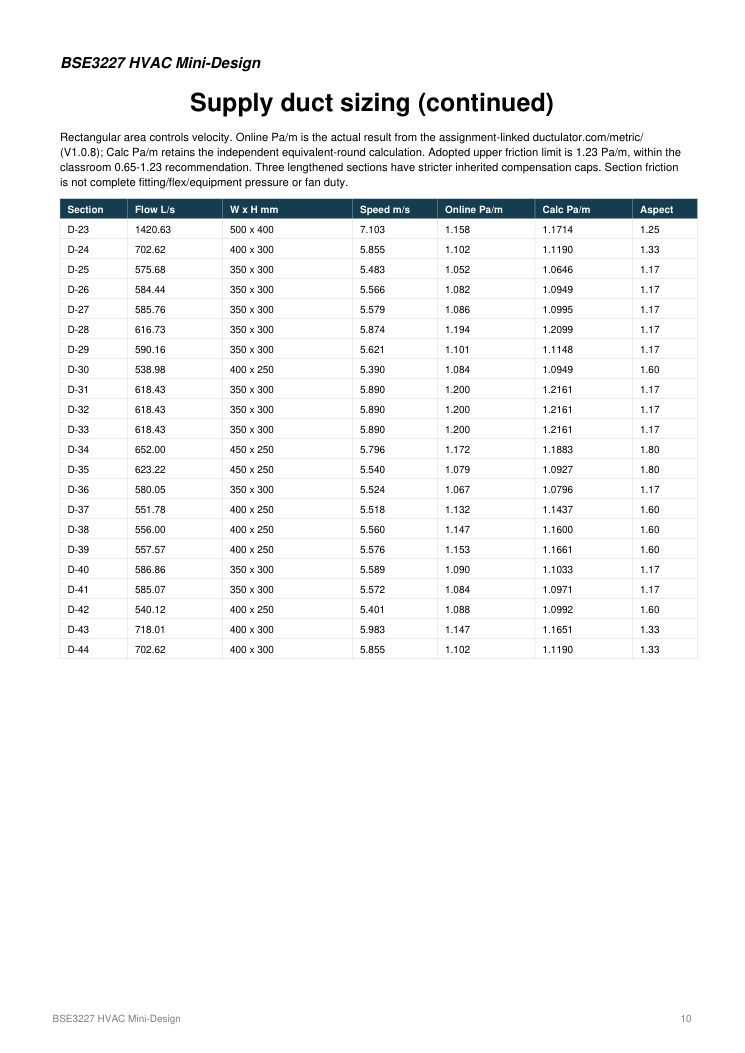 BSE3227 HVAC Mini-Design
Supply duct sizing (continued)
Rectangular area controls velocity. Online Pa/m is the actual result from the assignment-linked ductulator.com/metric/
(V1.0.8); Calc Pa/m retains the independent equivalent-round calculation. Adopted upper friction limit is 1.23 Pa/m, within the
classroom 0.65-1.23 recommendation. Three lengthened sections have stricter inherited compensation caps. Section friction
is not complete fitting/flex/equipment pressure or fan duty.
Section Flow L/s W x H mm Speed m/s Online Pa/m Calc Pa/m Aspect
D-23 1420.63 500 x 400 7.103 1.158 1.1714 1.25
D-24 702.62 400 x 300 5.855 1.102 1.1190 1.33
D-25 575.68 350 x 300 5.483 1.052 1.0646 1.17
D-26 584.44 350 x 300 5.566 1.082 1.0949 1.17
D-27 585.76 350 x 300 5.579 1.086 1.0995 1.17
D-28 616.73 350 x 300 5.874 1.194 1.2099 1.17
D-29 590.16 350 x 300 5.621 1.101 1.1148 1.17
D-30 538.98 400 x 250 5.390 1.084 1.0949 1.60
D-31 618.43 350 x 300 5.890 1.200 1.2161 1.17
D-32 618.43 350 x 300 5.890 1.200 1.2161 1.17
D-33 618.43 350 x 300 5.890 1.200 1.2161 1.17
D-34 652.00 450 x 250 5.796 1.172 1.1883 1.80
D-35 623.22 450 x 250 5.540 1.079 1.0927 1.80
D-36 580.05 350 x 300 5.524 1.067 1.0796 1.17
D-37 551.78 400 x 250 5.518 1.132 1.1437 1.60
D-38 556.00 400 x 250 5.560 1.147 1.1600 1.60
D-39 557.57 400 x 250 5.576 1.153 1.1661 1.60
D-40 586.86 350 x 300 5.589 1.090 1.1033 1.17
D-41 585.07 350 x 300 5.572 1.084 1.0971 1.17
D-42 540.12 400 x 250 5.401 1.088 1.0992 1.60
D-43 718.01 400 x 300 5.983 1.147 1.1651 1.33
D-44 702.62 400 x 300 5.855 1.102 1.1190 1.33
BSE3227 HVAC Mini-Design 10